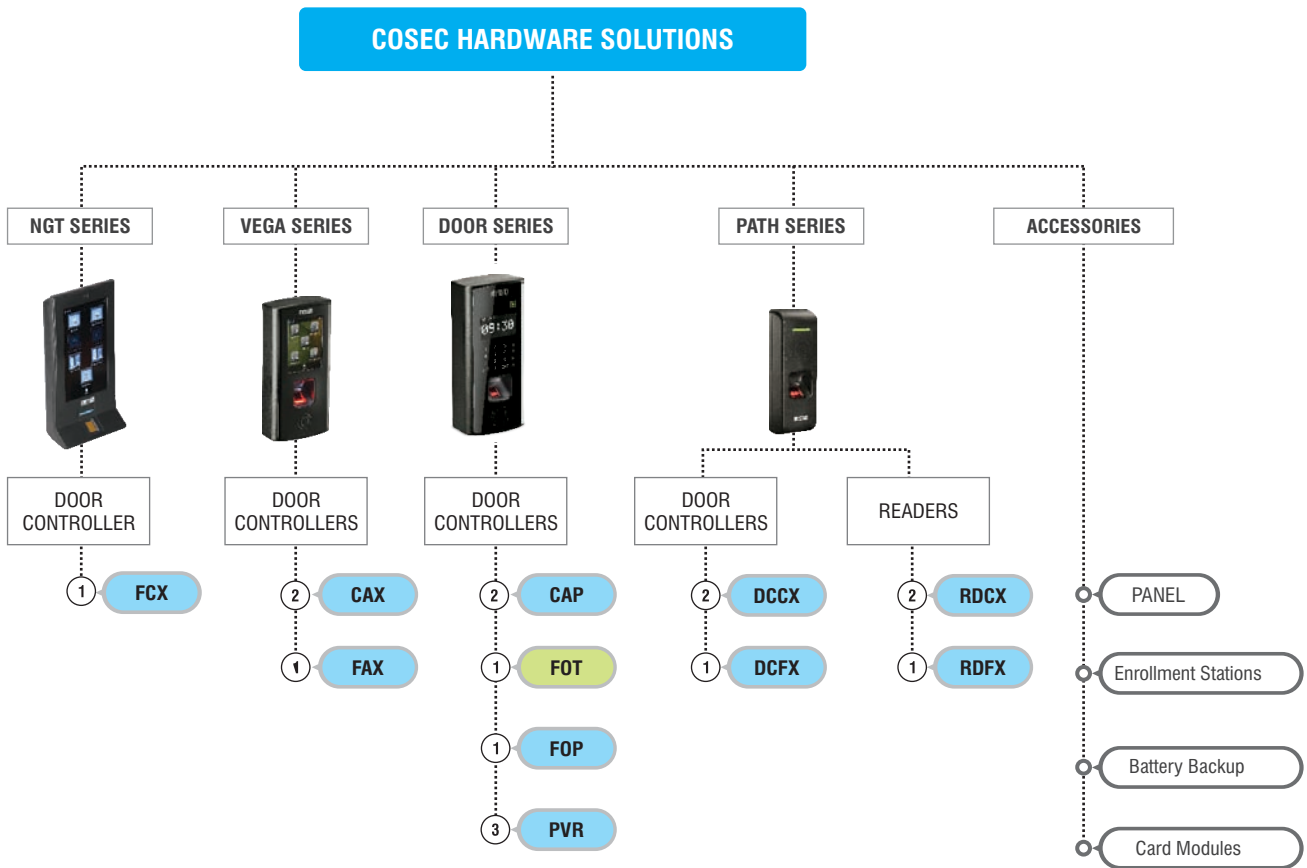 COSEC HARDWARE SOLUTIONS
NGT SERIES
VEGA SERIES
DOOR SERIES
PATH SERIES
ACCESSORIES
09:30
DOOR
CONTROLLER
DOOR
CONTROLLERS
DOOR
CONTROLLERS
DOOR
CONTROLLERS
READERS
1 FCX
2 CAX
2 CAP
2 DCCX
2 RDCX
PANEL
1 FAX
1 FOT
1 DCFX
1 RDFX
Enrollment Stations
1 FOP
Battery Backup
3 PVR
Card Modules